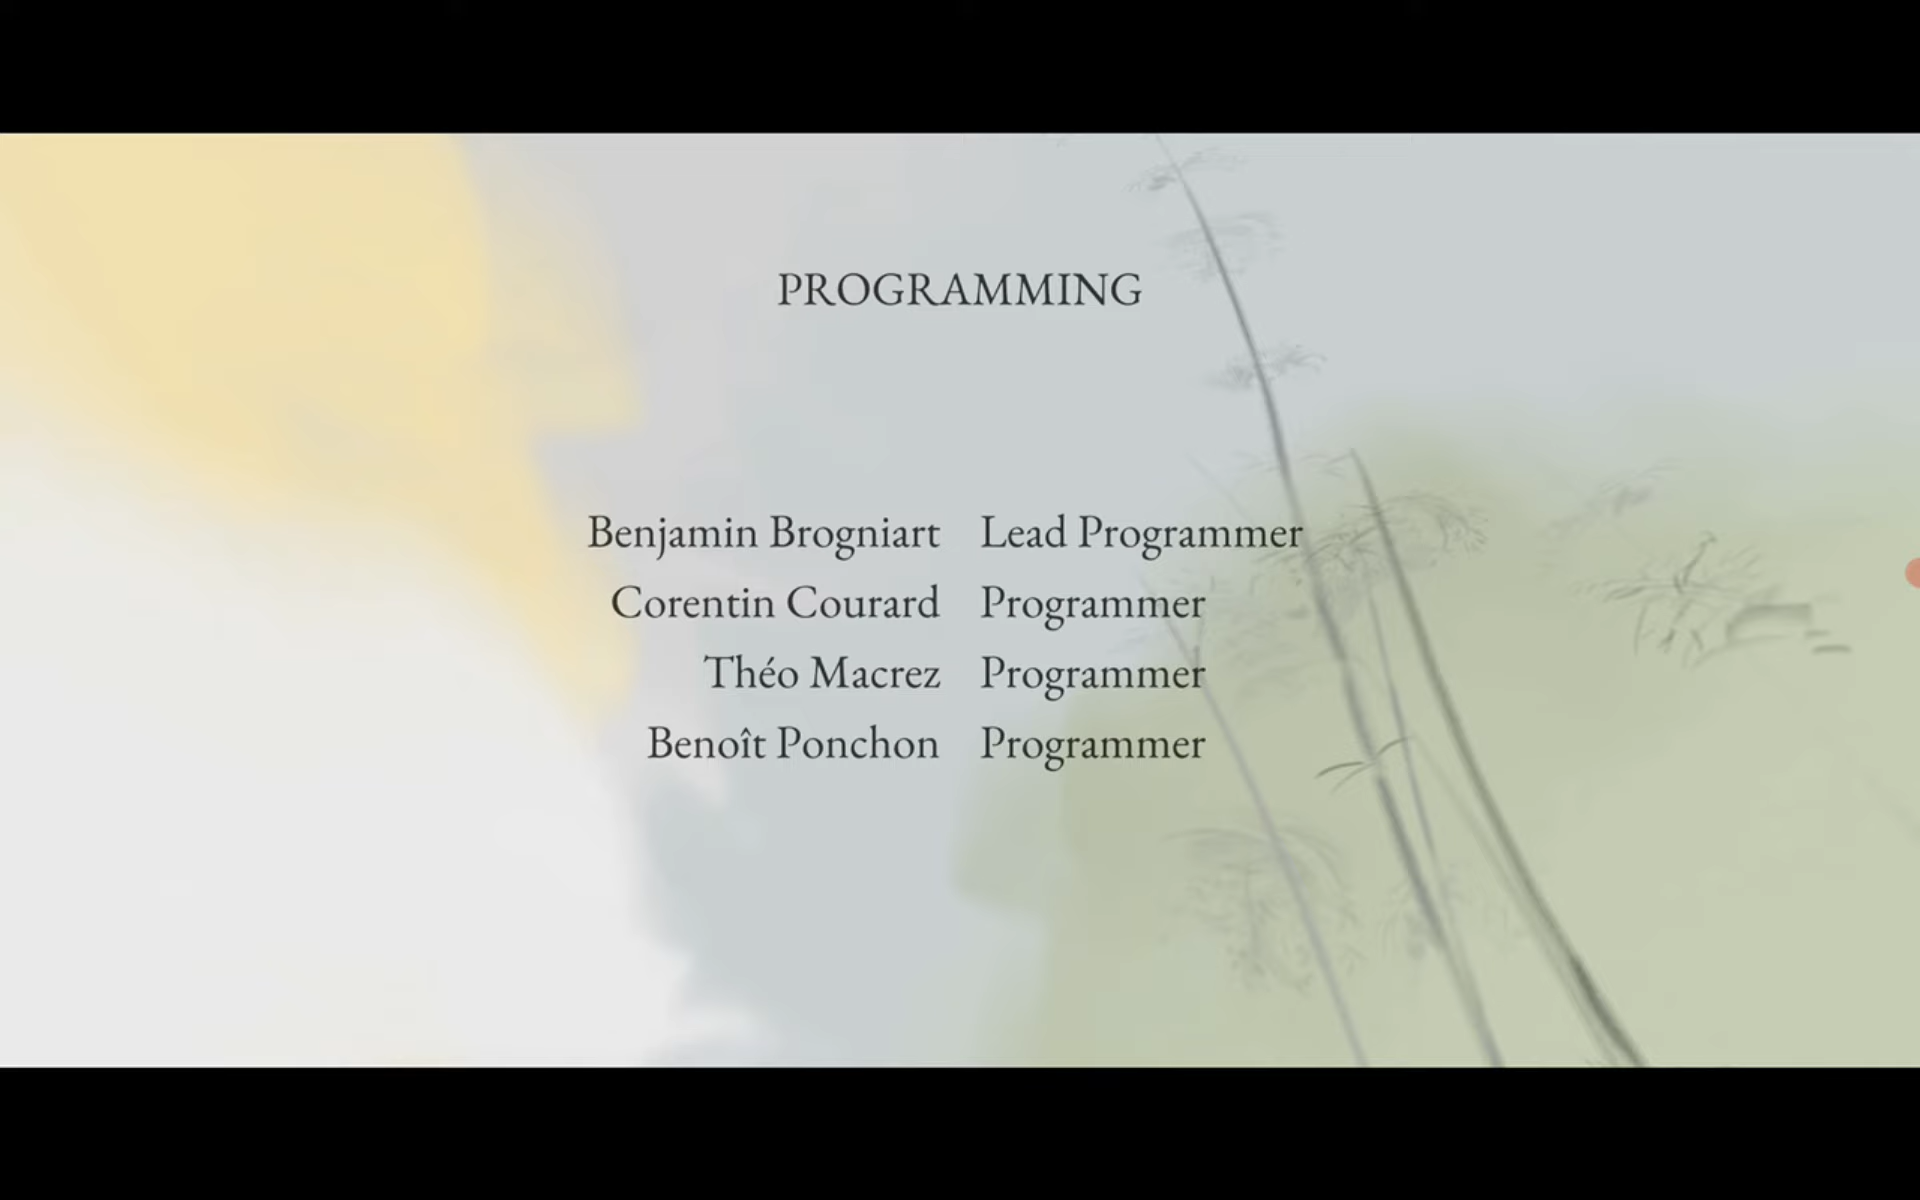 PROGRAMMING
Benjamin Brogniart Lead Programmer
Corentin Courard Programmer
Théo Macrez Programmer
Benoît Ponchon Programmer